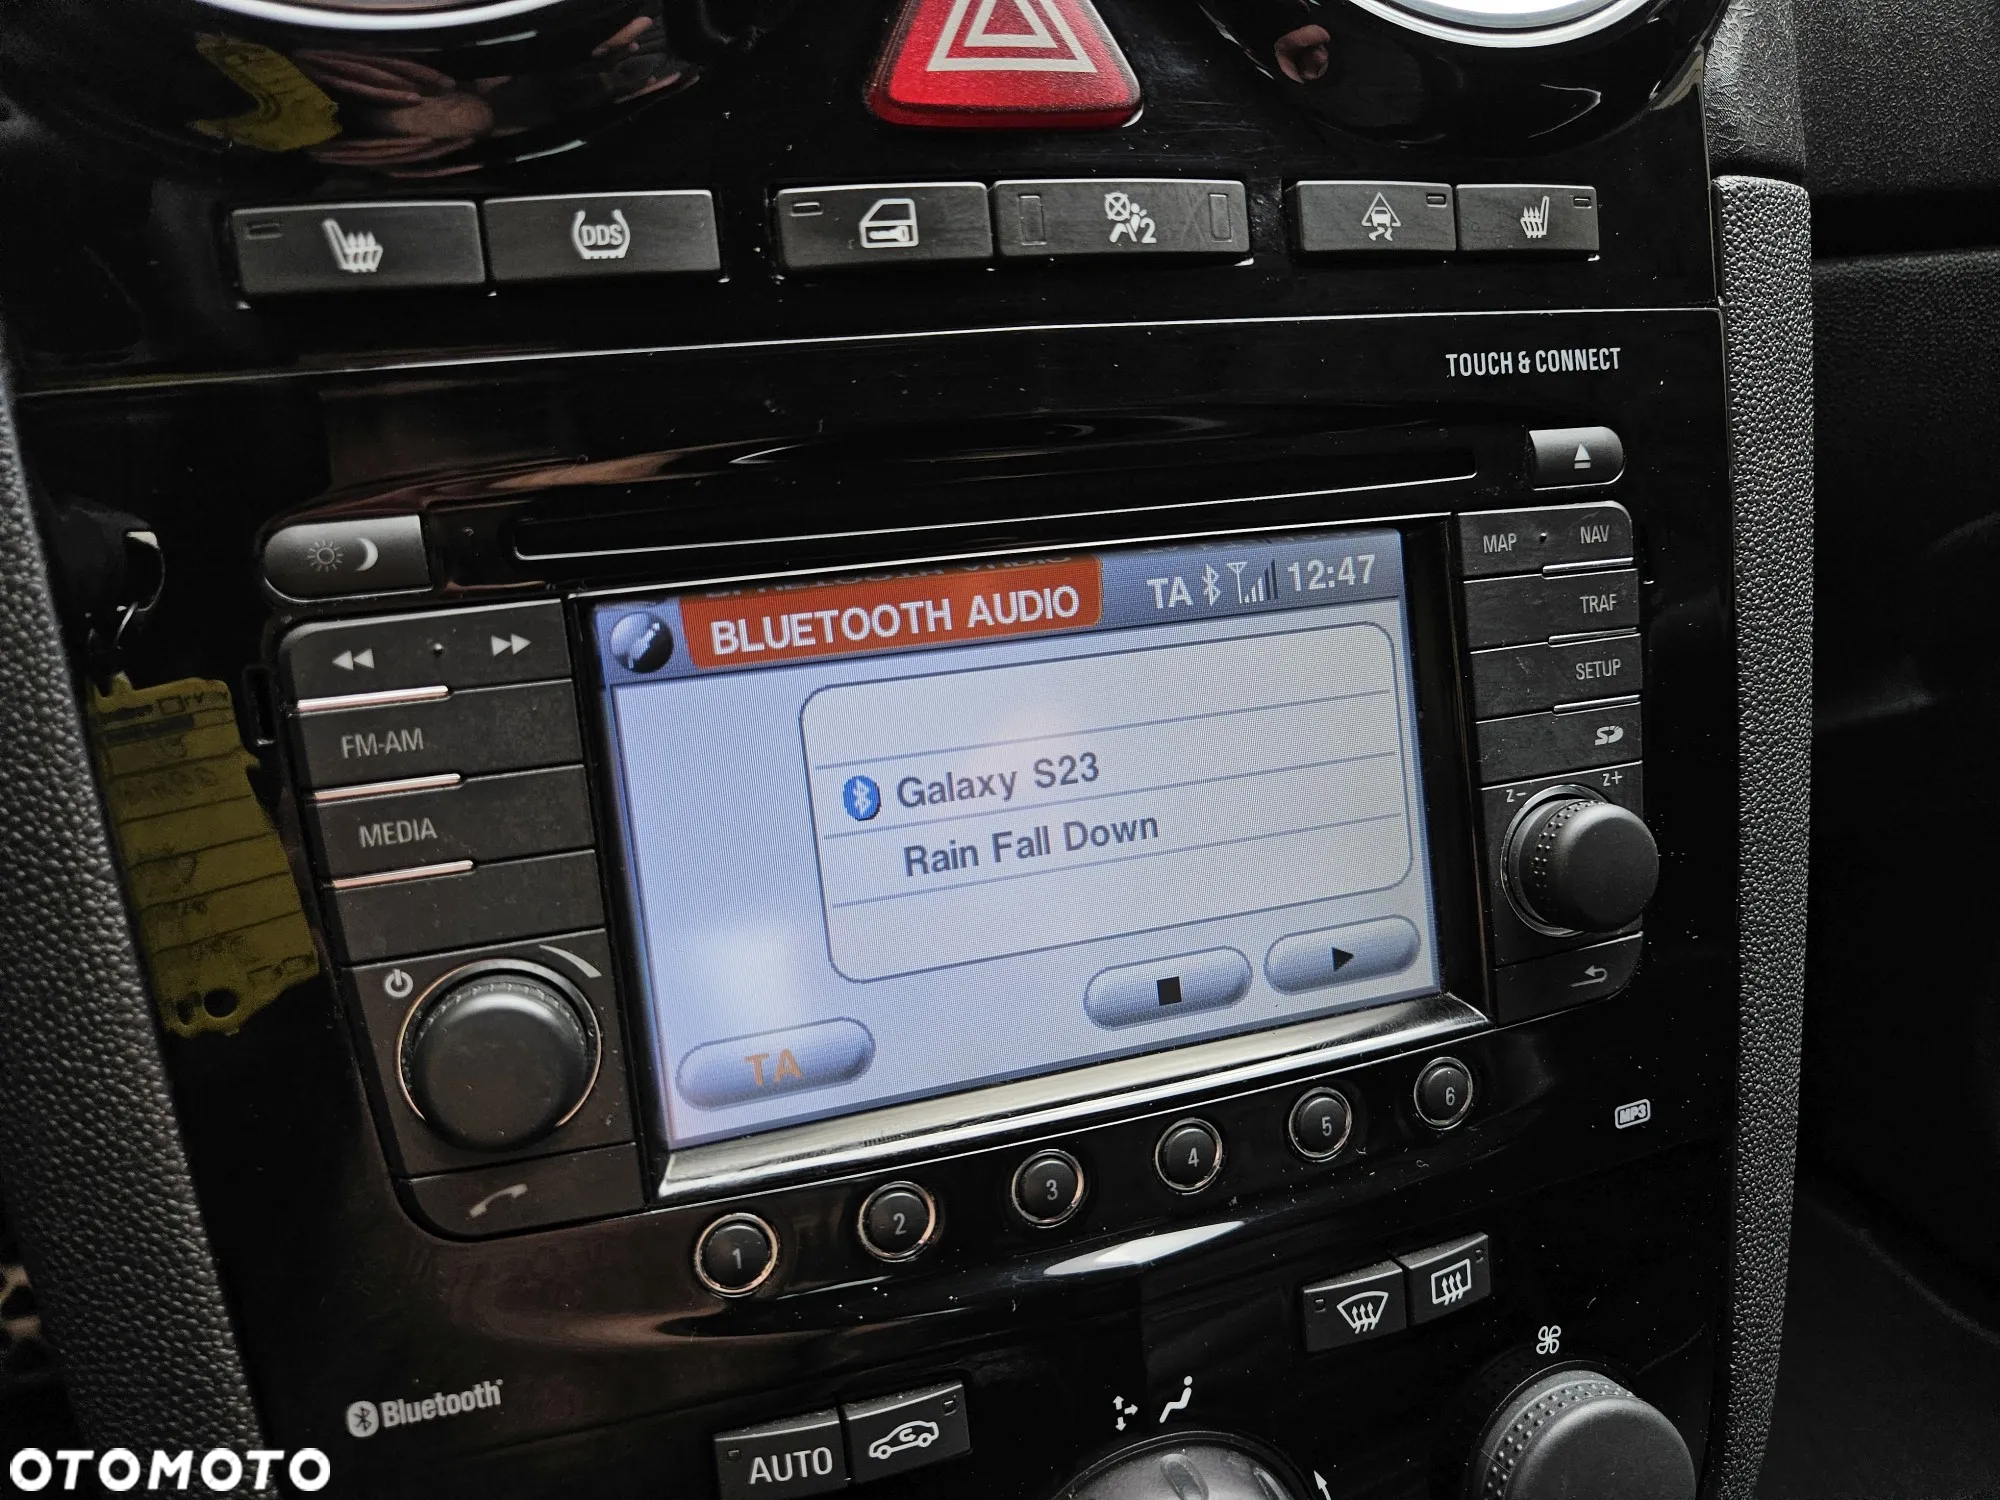 DDS
2
TOUCH & CONNECT
MAP NAV
BLUETOOTH AUDIO TA 12:47
TRAF
SETUP
FM-AM
Galaxy S23
MEDIA
Rain Fall Down
Z- Z+
TA
1 2 3 4 5 6
MP3
Bluetooth
AUTO
OTOMOTO